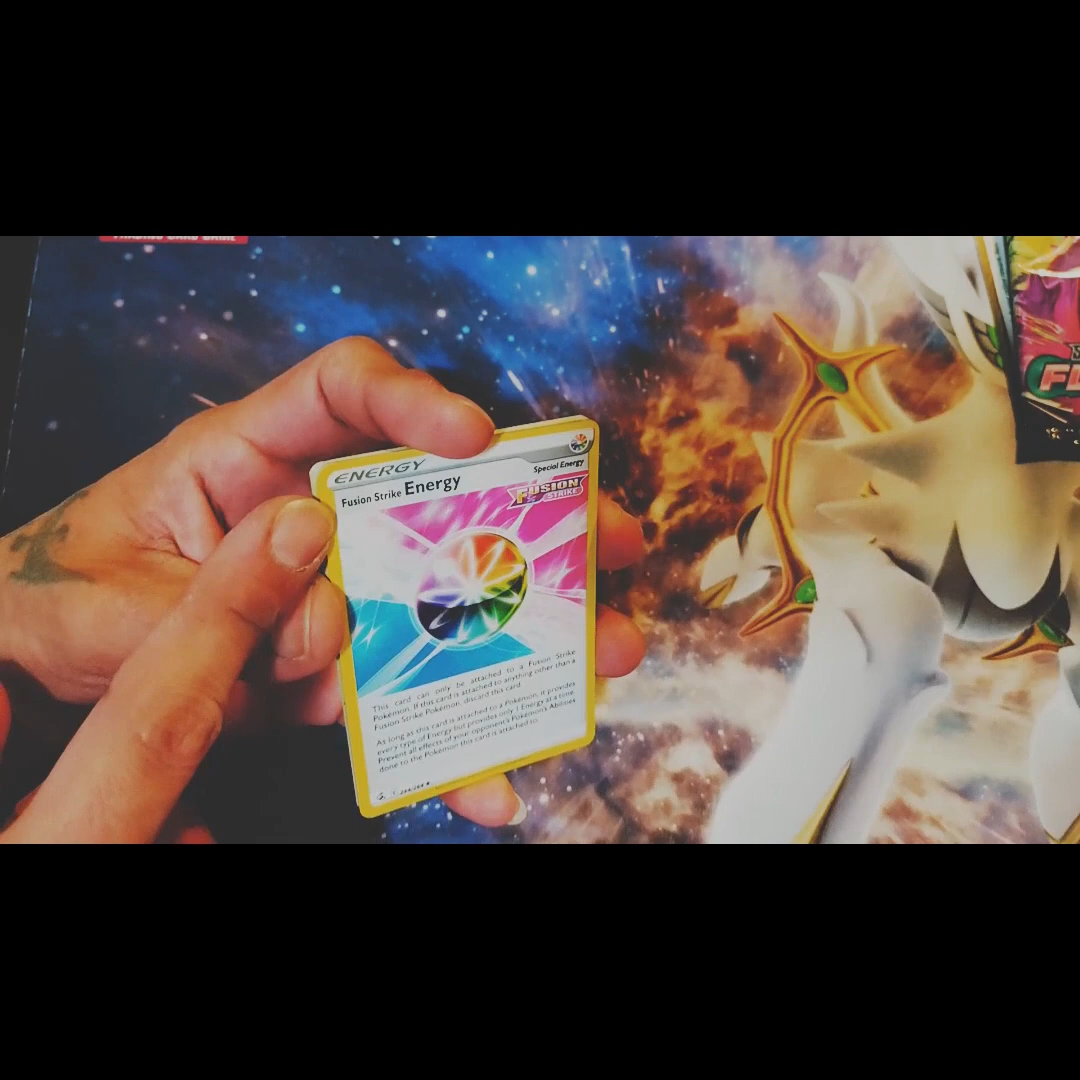 TRADING CARD GAME
ENERGY
Special Energy
Fusion Strike Energy
FUSION
STRIKE
This card can only be attached to a Fusion Strike
Pokémon. If this card is attached to anything other than a
Fusion Strike Pokémon, discard this card.
As long as this card is attached to a Pokémon, it provides
every type of Energy but provides only 1 Energy at a time.
Prevent all effects of your opponent's Pokémon's Abilities
done to the Pokémon this card is attached to.
244/264